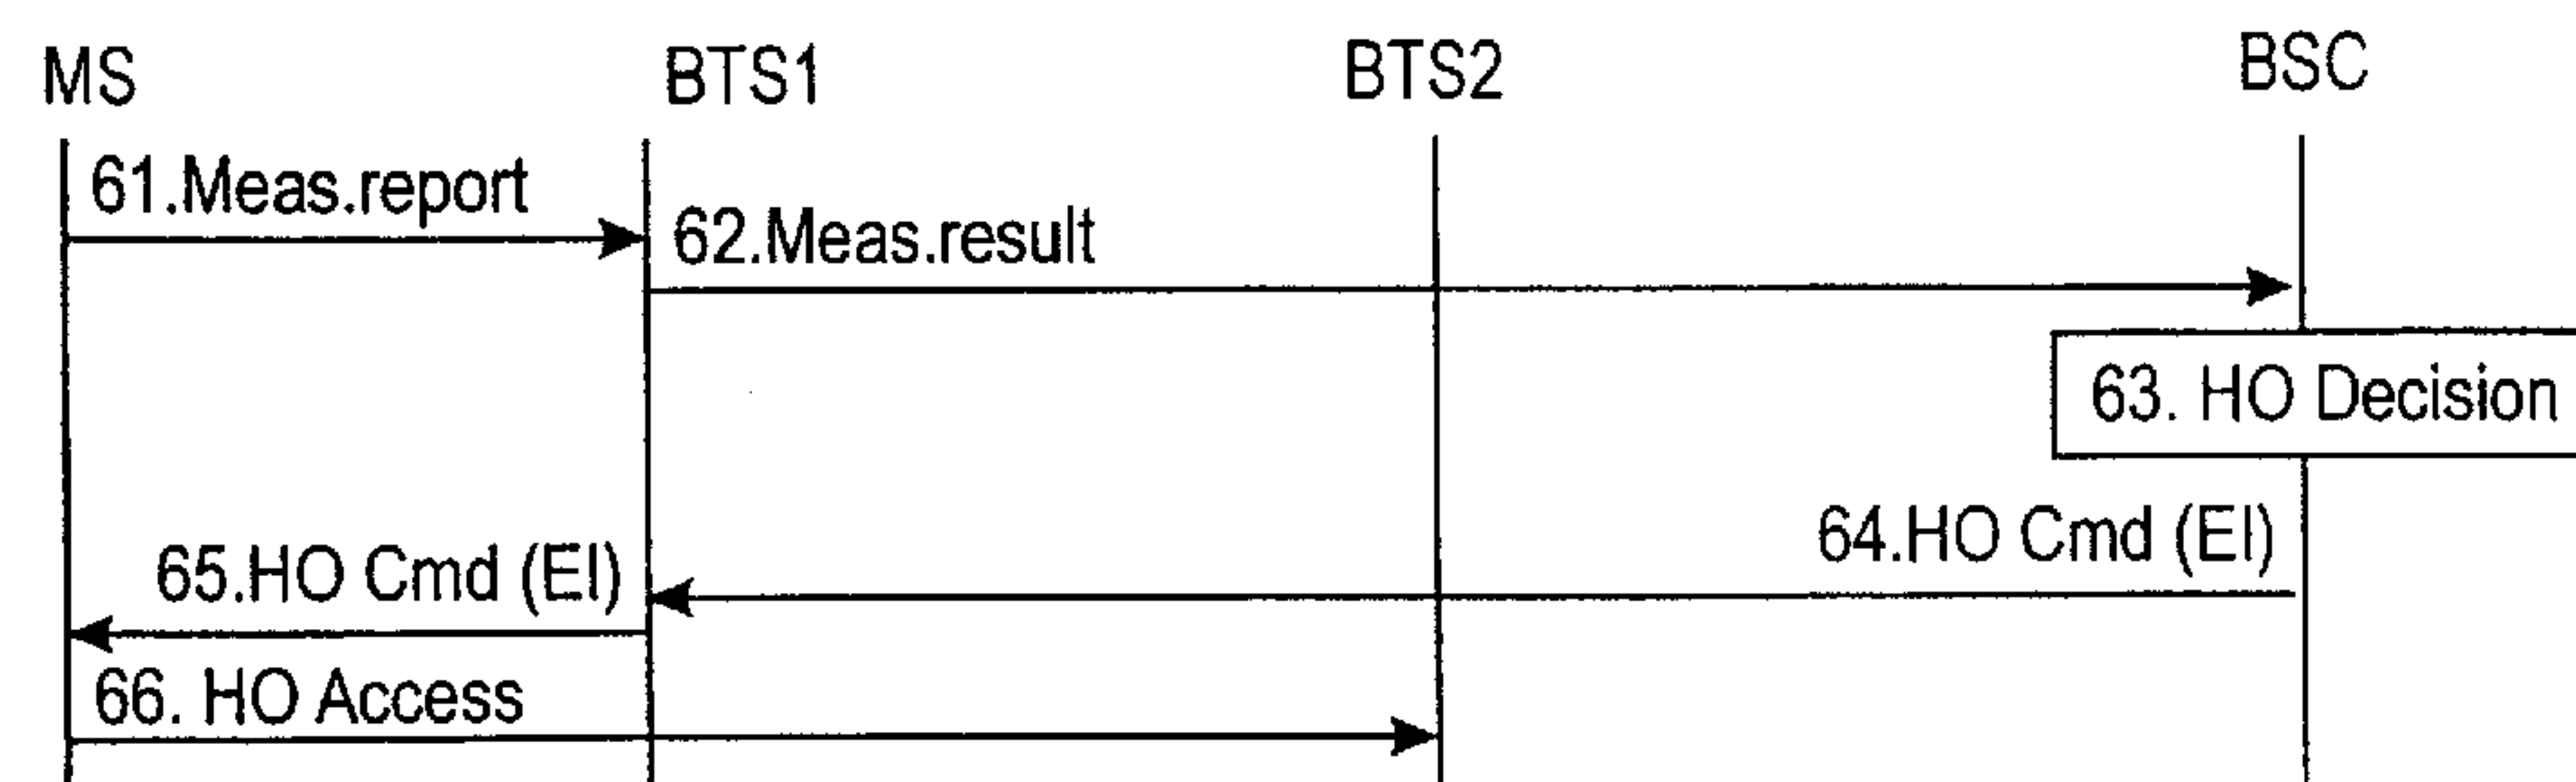 MS BTS1 BTS2 BSC
61.Meas.report
62.Meas.result
63. HO Decision
64.HO Cmd (EI)
65.HO Cmd (EI)
66. HO Access